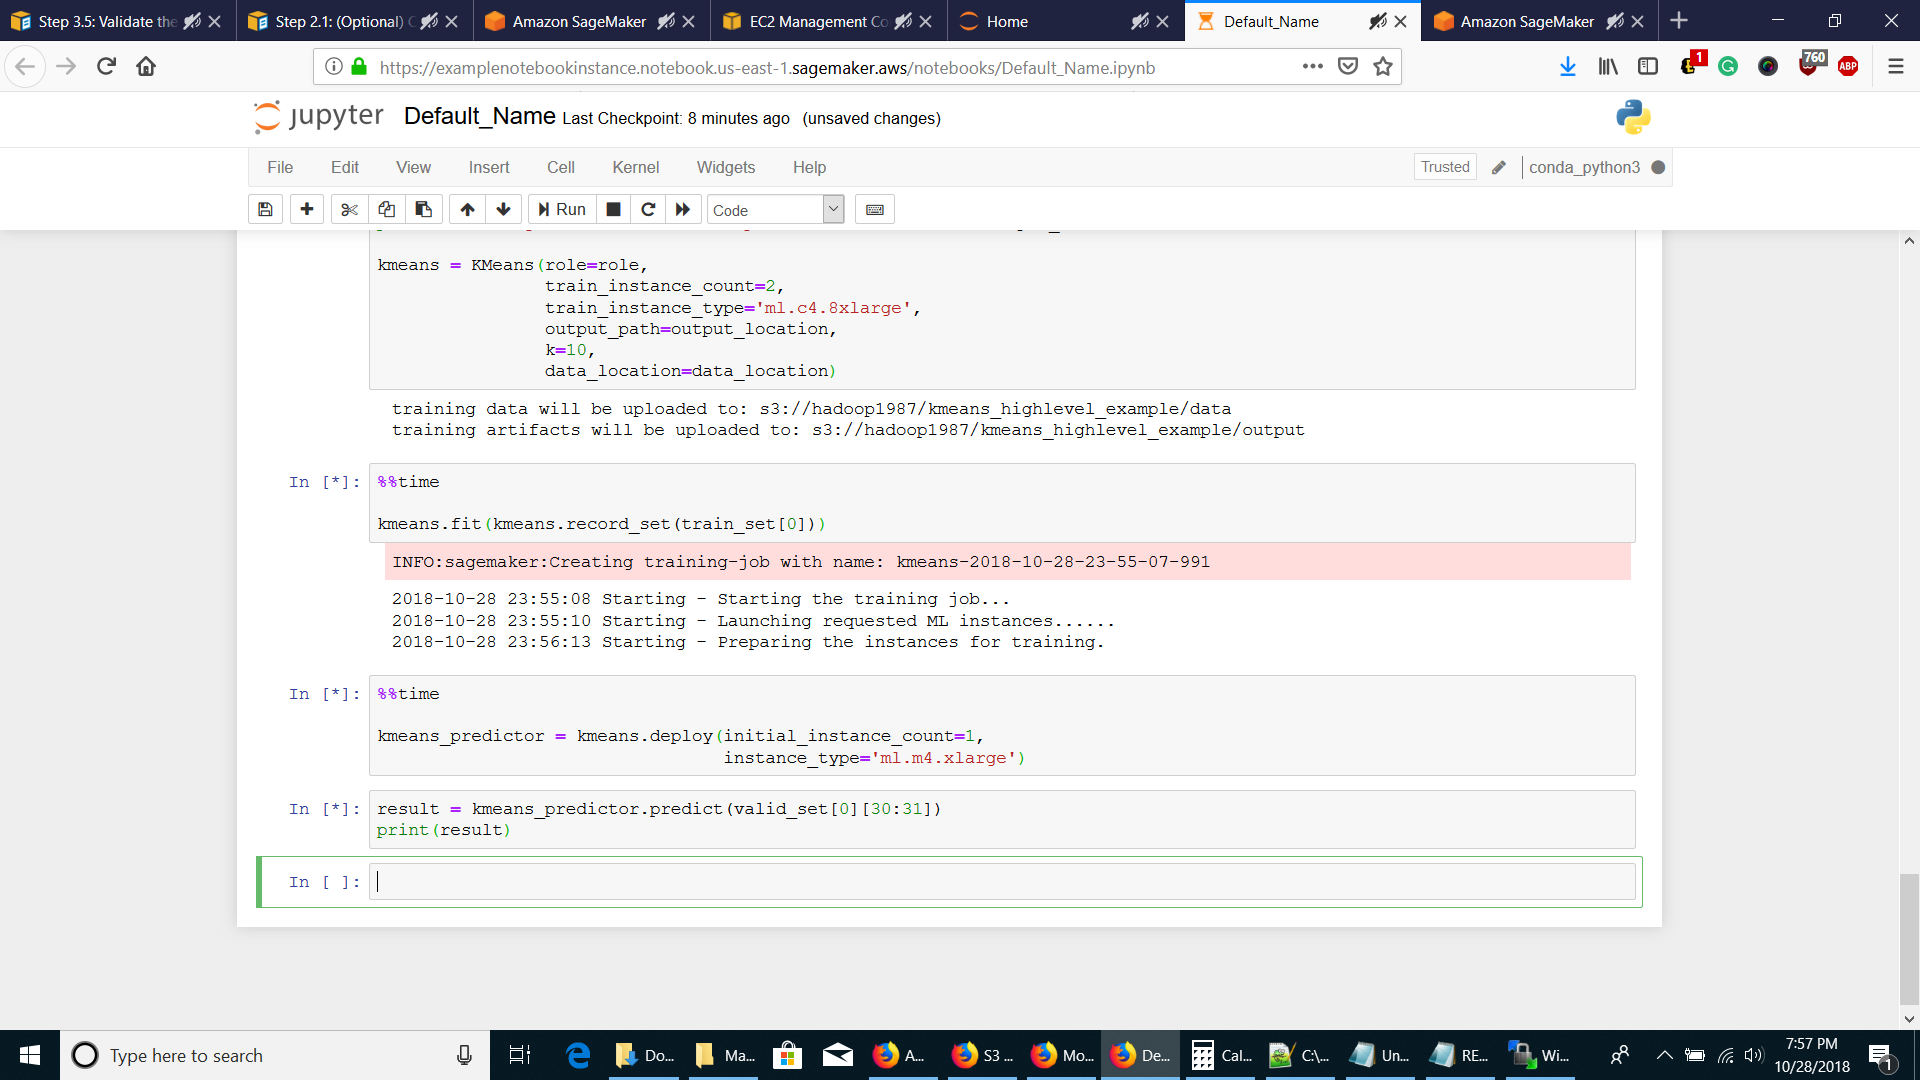 Step 3.5: Validate the
Step 2.1: (Optional) C
Amazon SageMaker
EC2 Management Co
Home
Default_Name
Amazon SageMaker
https://examplenotebookinstance.notebook.us-east-1.sagemaker.aws/notebooks/Default_Name.ipynb
1
760
ABP
jupyter Default_Name Last Checkpoint: 8 minutes ago (unsaved changes)
File Edit View Insert Cell Kernel Widgets Help
Trusted
conda_python3
Run
Code
kmeans = KMeans(role=role,
train_instance_count=2,
train_instance_type='ml.c4.8xlarge',
output_path=output_location,
k=10,
data_location=data_location)
training data will be uploaded to: s3://hadoop1987/kmeans_highlevel_example/data
training artifacts will be uploaded to: s3://hadoop1987/kmeans_highlevel_example/output
In [*]: %%time
kmeans.fit(kmeans.record_set(train_set[0]))
INFO:sagemaker:Creating training-job with name: kmeans-2018-10-28-23-55-07-991
2018-10-28 23:55:08 Starting - Starting the training job...
2018-10-28 23:55:10 Starting - Launching requested ML instances......
2018-10-28 23:56:13 Starting - Preparing the instances for training.
In [*]: %%time
kmeans_predictor = kmeans.deploy(initial_instance_count=1,
instance_type='ml.m4.xlarge')
In [*]: result = kmeans_predictor.predict(valid_set[0][30:31])
print(result)
In [ ]:
Type here to search
Do...
Ma...
A...
S3 ...
Mo...
De...
Cal...
C:\...
Un...
RE...
Wi...
7:57 PM
10/28/2018
1